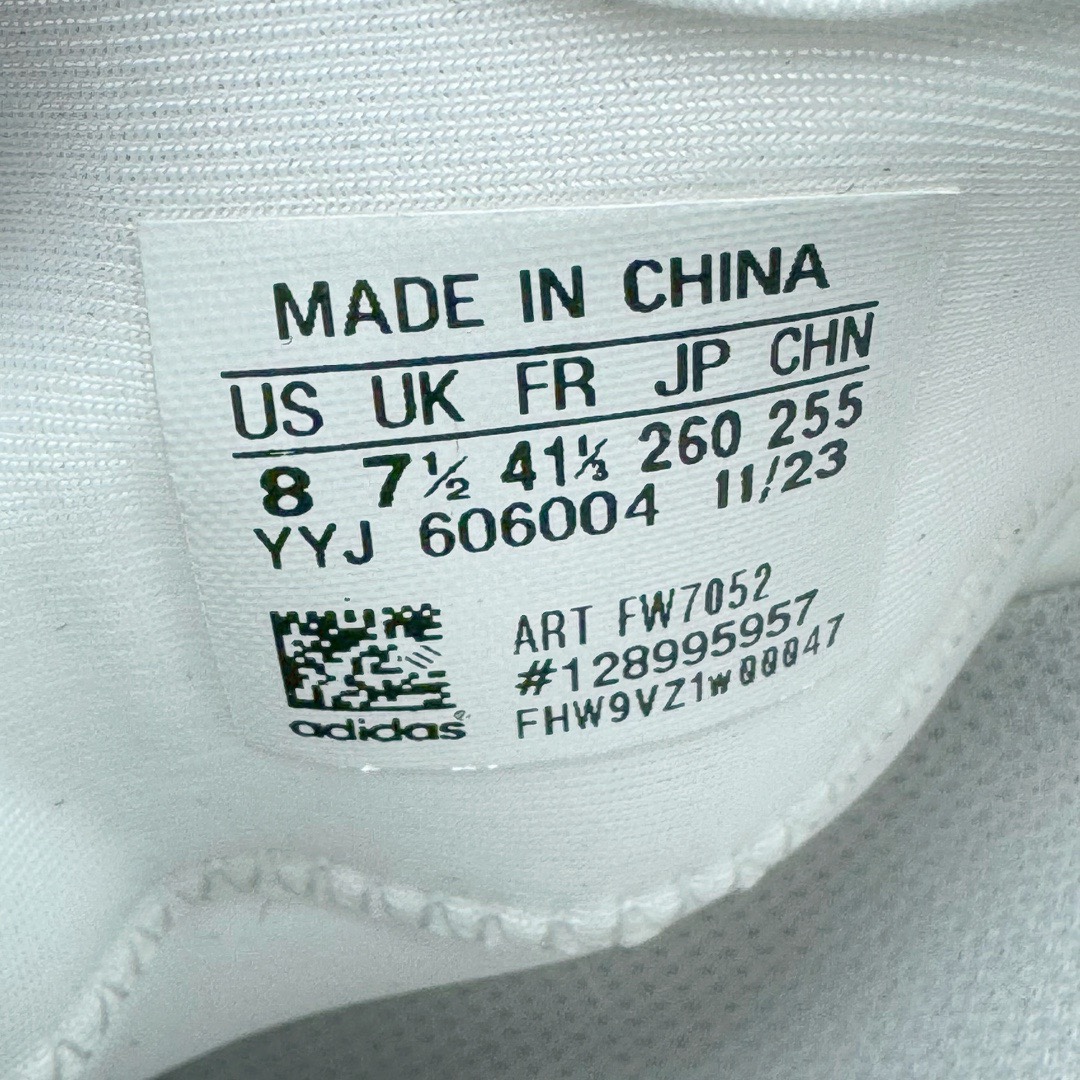 MADE IN CHINA
US UK FR JP CHN
8 7½ 41⅓ 260 255
YYJ 606004 11/23
ART FW7052
#128995957
FHW9VZ1W00047
adidas